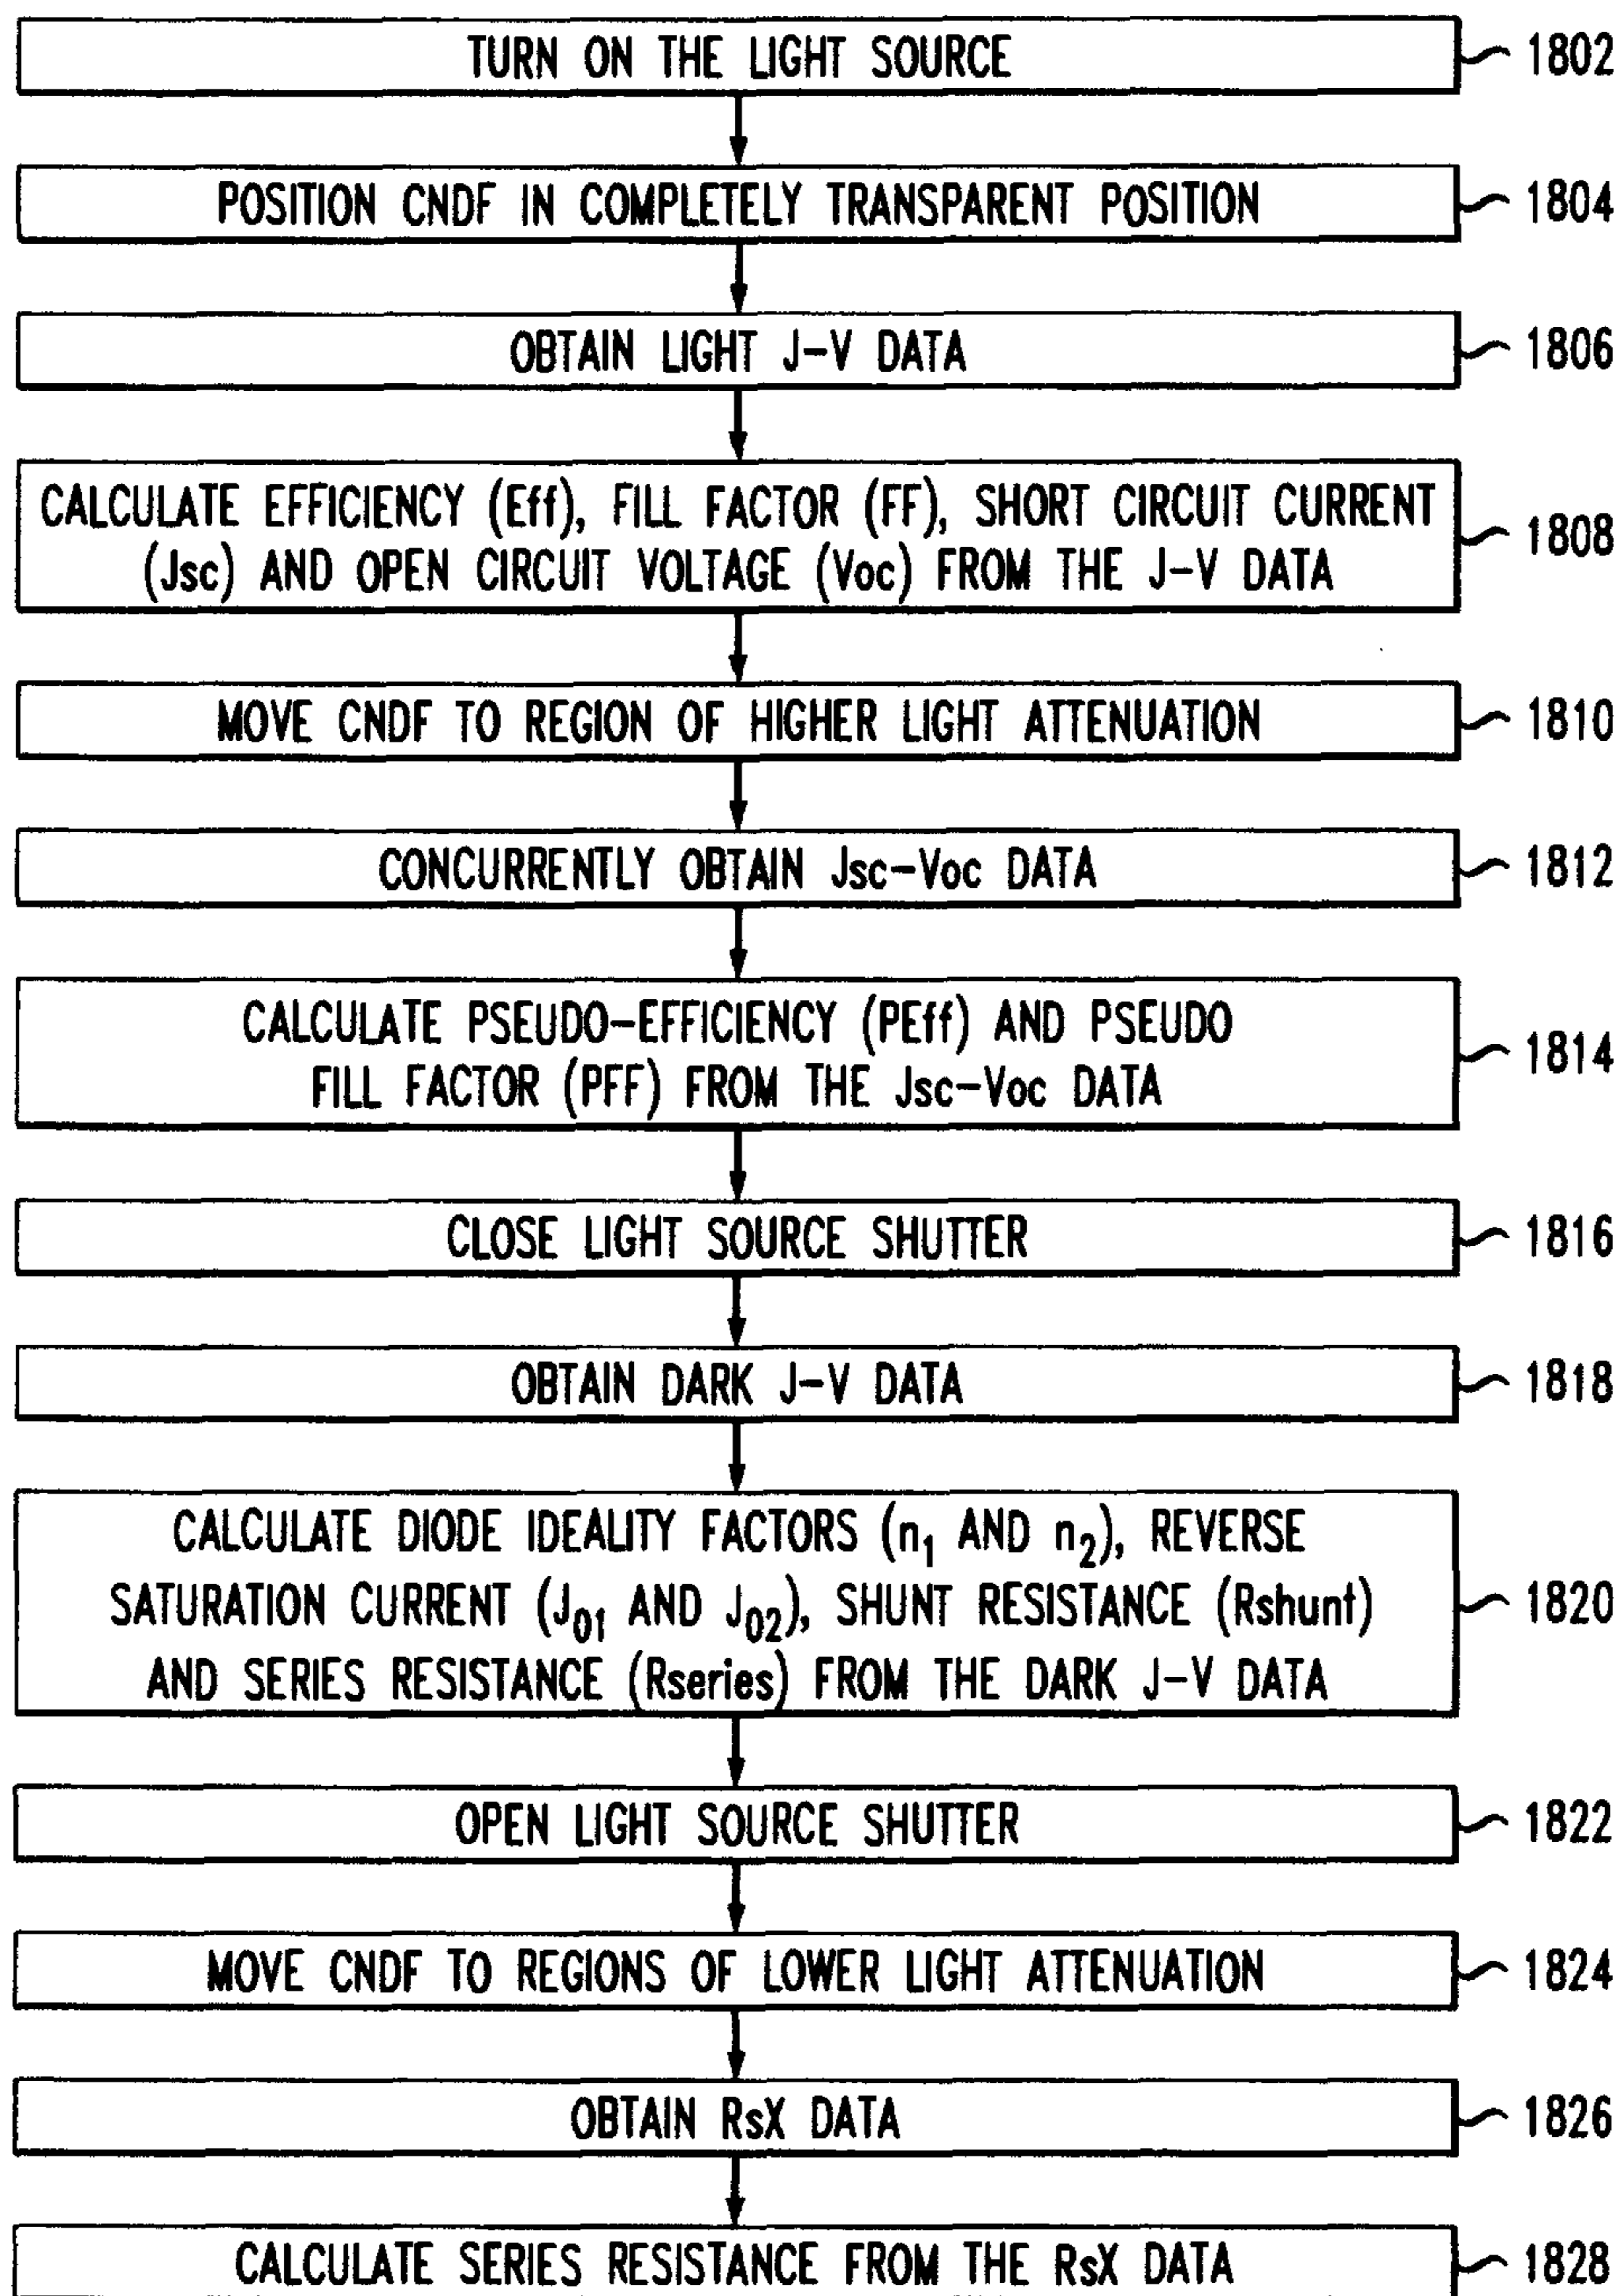 TURN ON THE LIGHT SOURCE
1802
POSITION CNDF IN COMPLETELY TRANSPARENT POSITION
1804
OBTAIN LIGHT J-V DATA
1806
CALCULATE EFFICIENCY (Eff), FILL FACTOR (FF), SHORT CIRCUIT CURRENT
(Jsc) AND OPEN CIRCUIT VOLTAGE (Voc) FROM THE J-V DATA
1808
MOVE CNDF TO REGION OF HIGHER LIGHT ATTENUATION
1810
CONCURRENTLY OBTAIN Jsc-Voc DATA
1812
CALCULATE PSEUDO-EFFICIENCY (PEff) AND PSEUDO
FILL FACTOR (PFF) FROM THE Jsc-Voc DATA
1814
CLOSE LIGHT SOURCE SHUTTER
1816
OBTAIN DARK J-V DATA
1818
CALCULATE DIODE IDEALITY FACTORS (n₁ AND n₂), REVERSE
SATURATION CURRENT (J₀₁ AND J₀₂), SHUNT RESISTANCE (Rshunt)
AND SERIES RESISTANCE (Rseries) FROM THE DARK J-V DATA
1820
OPEN LIGHT SOURCE SHUTTER
1822
MOVE CNDF TO REGIONS OF LOWER LIGHT ATTENUATION
1824
OBTAIN RsX DATA
1826
CALCULATE SERIES RESISTANCE FROM THE RsX DATA
1828